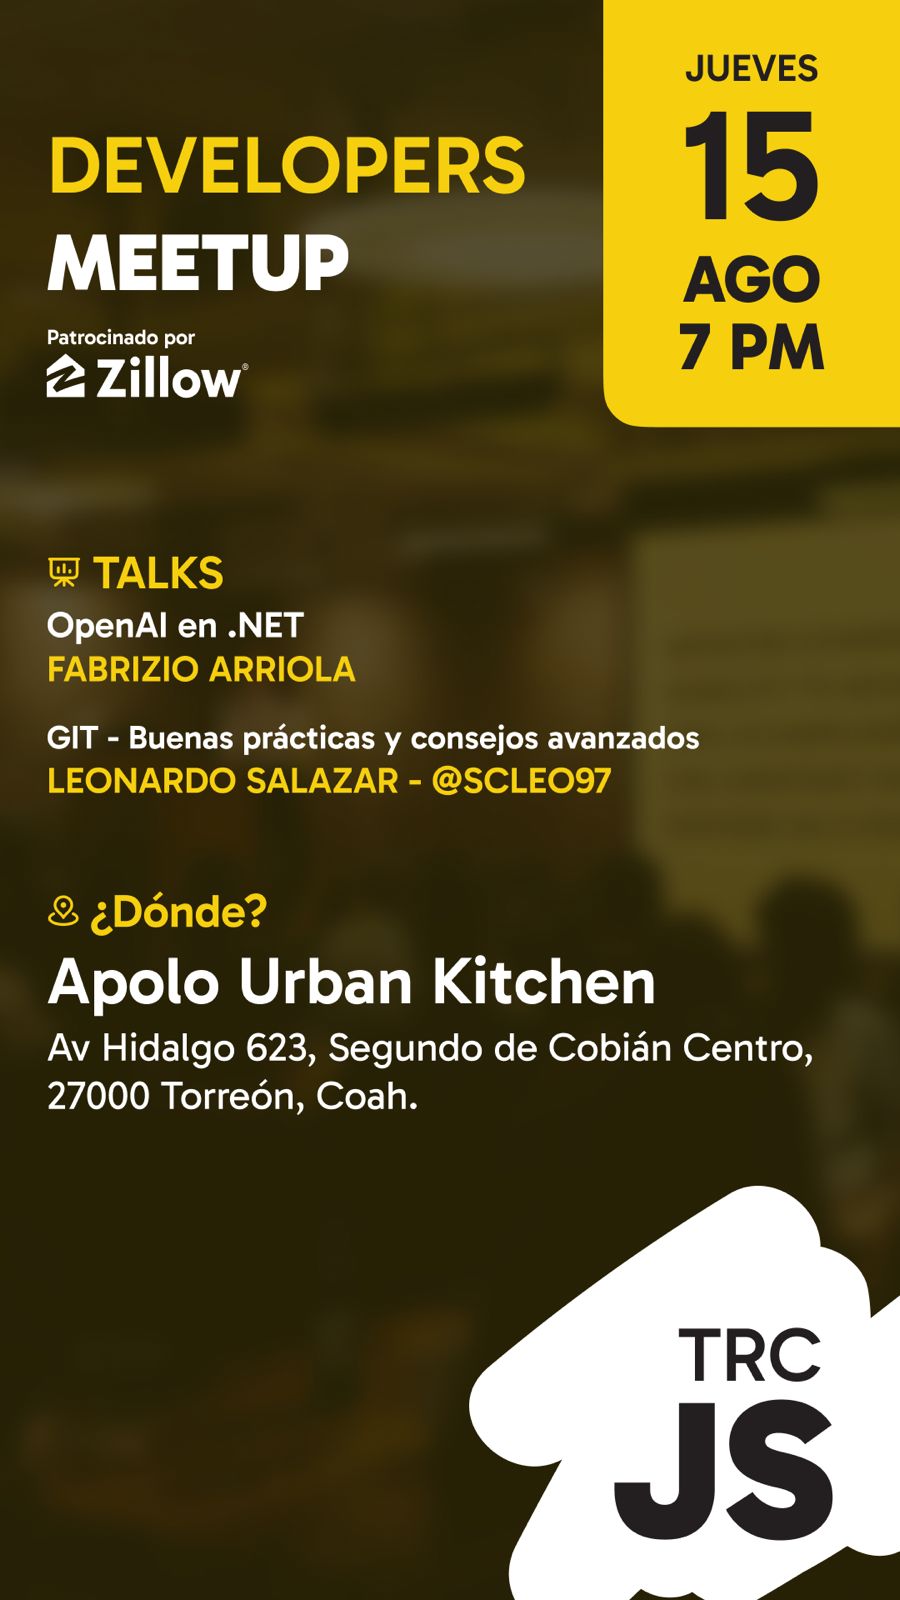 DEVELOPERS
MEETUP
Patrocinado por
Zillow®
JUEVES
15
AGO
7 PM
TALKS
OpenAI en .NET
FABRIZIO ARRIOLA
GIT - Buenas prácticas y consejos avanzados
LEONARDO SALAZAR - @SCLEO97
¿Dónde?
Apolo Urban Kitchen
Av Hidalgo 623, Segundo de Cobián Centro,
27000 Torreón, Coah.
TRC
JS